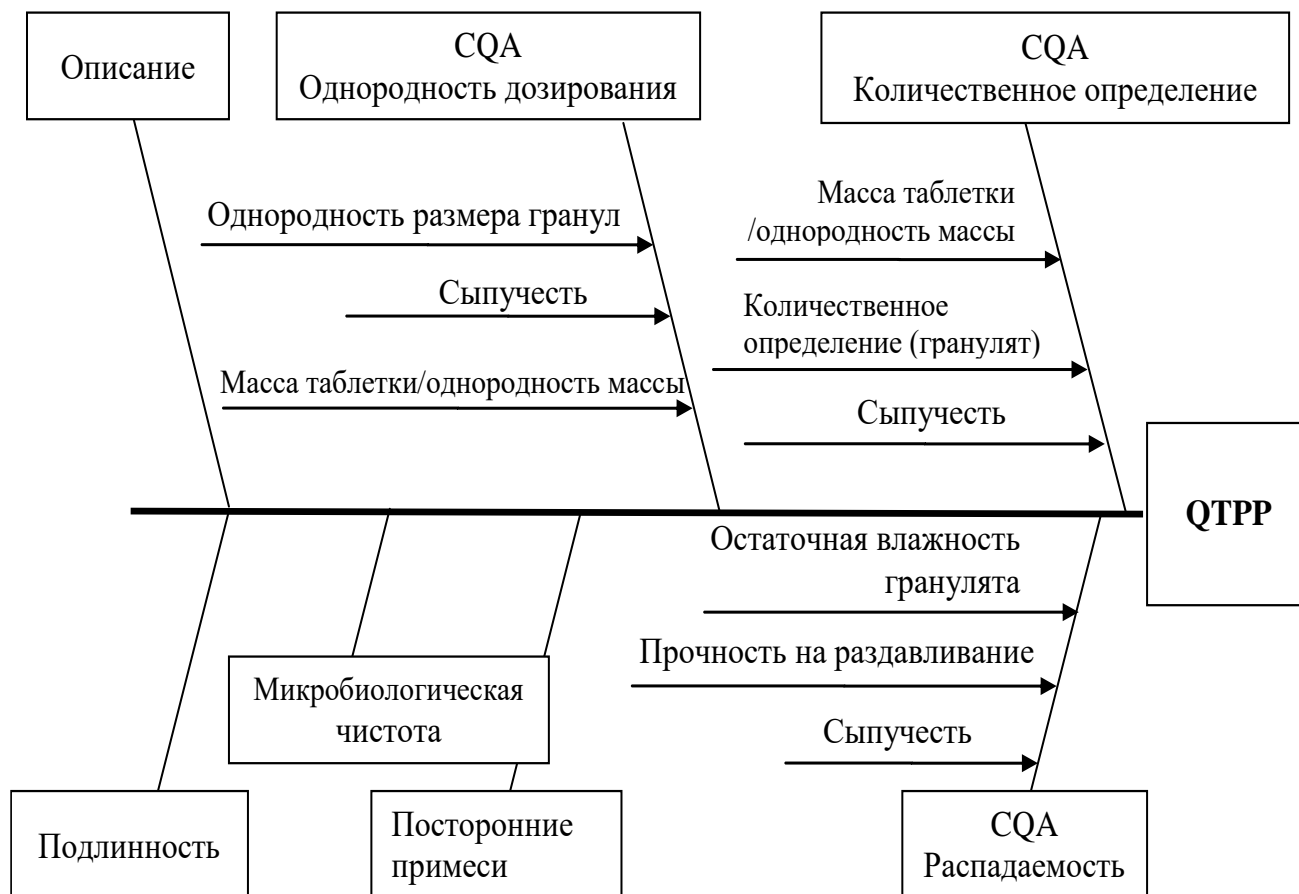 Описание
CQA
Однородность дозирования
CQA
Количественное определение
Однородность размера гранул
Сыпучесть
Масса таблетки/однородность массы
Масса таблетки
/однородность массы
Количественное
определение (гранулят)
Сыпучесть
QTPP
Остаточная влажность
гранулята
Прочность на раздавливание
Сыпучесть
Микробиологическая
чистота
Подлинность
Посторонние
примеси
CQA
Распадаемость